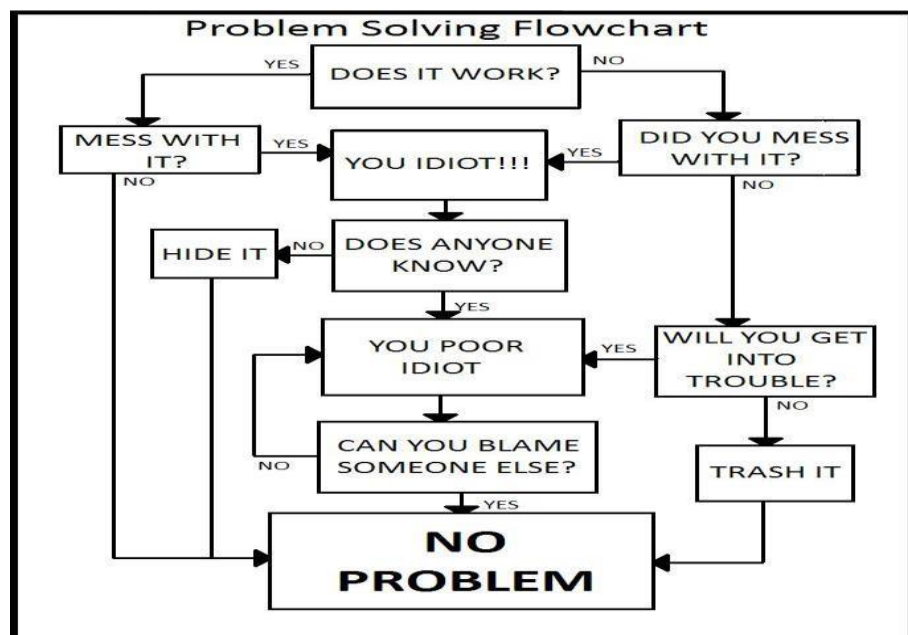 Problem Solving Flowchart
DOES IT WORK?
YES
NO
MESS WITH
IT?
YES
NO
YOU IDIOT!!!
YES
DID YOU MESS
WITH IT?
NO
HIDE IT
NO
DOES ANYONE
KNOW?
YES
YOU POOR
IDIOT
YES
WILL YOU GET
INTO
TROUBLE?
NO
CAN YOU BLAME
SOMEONE ELSE?
NO
YES
TRASH IT
NO
PROBLEM